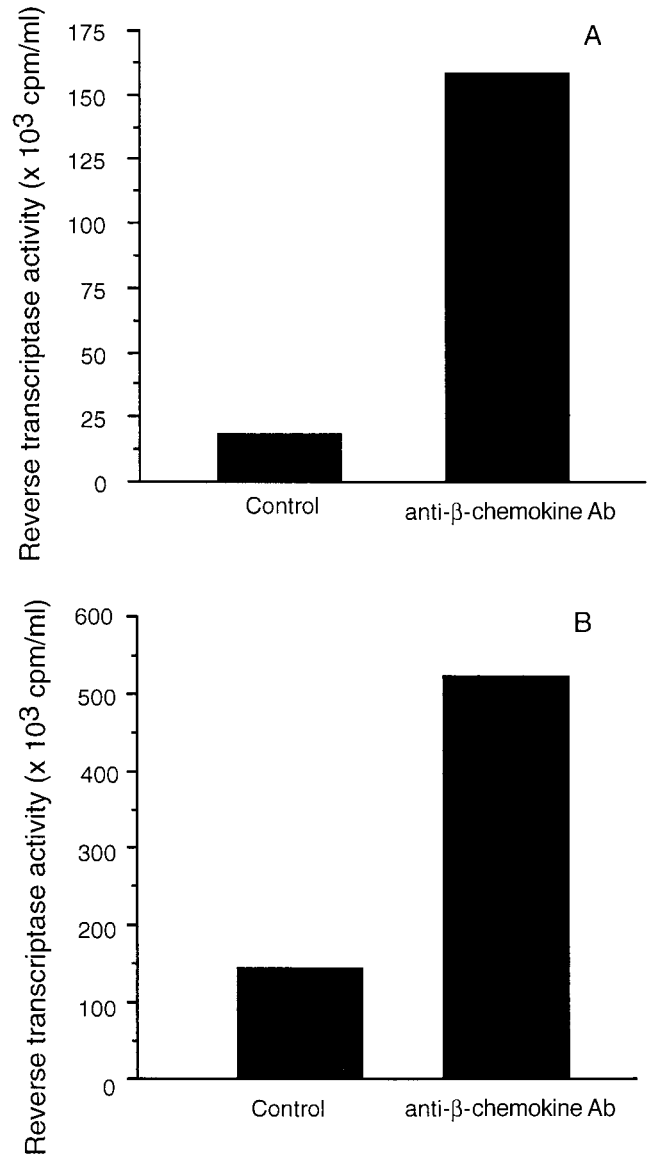 A
Reverse transcriptase activity (x 10³ cpm/ml)
175
150
125
100
75
50
25
0
Control
anti-β-chemokine Ab
B
Reverse transcriptase activity (x 10³ cpm/ml)
600
500
400
300
200
100
0
Control
anti-β-chemokine Ab